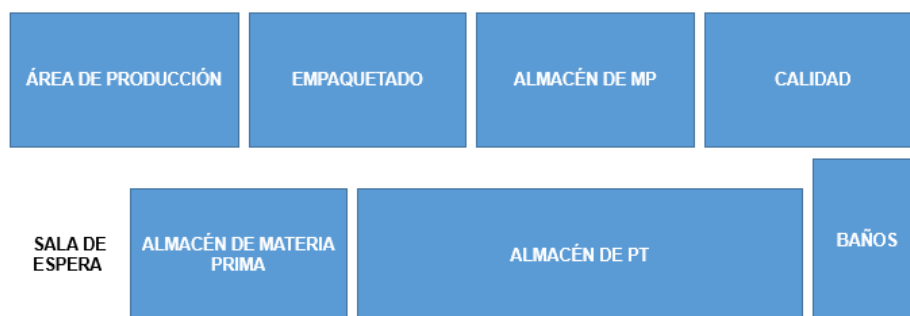 ÁREA DE PRODUCCIÓN
EMPAQUETADO
ALMACÉN DE MP
CALIDAD
SALA DE
ESPERA
ALMACÉN DE MATERIA
PRIMA
ALMACÉN DE PT
BAÑOS